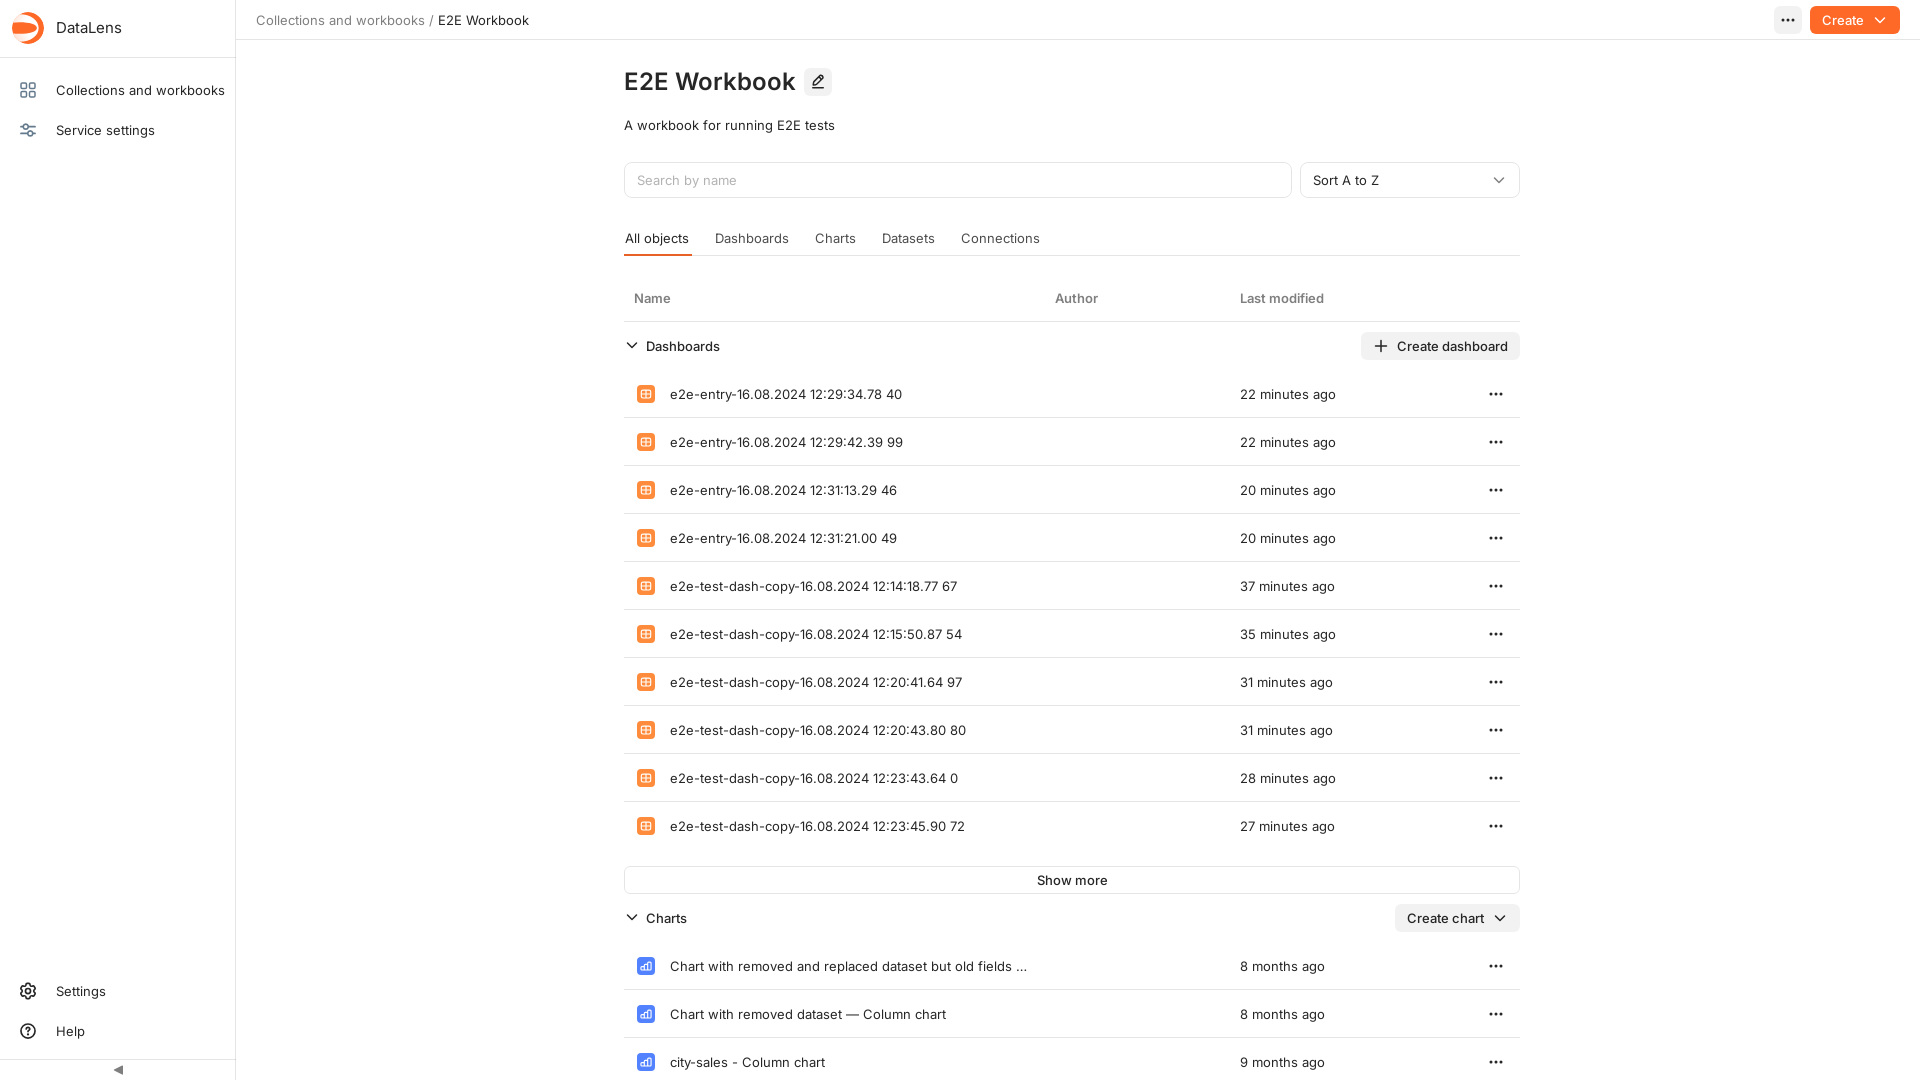 DataLens
Collections and workbooks / E2E Workbook
Create
Collections and workbooks
Service settings
E2E Workbook
A workbook for running E2E tests
Search by name
Sort A to Z
All objects
Dashboards
Charts
Datasets
Connections
Name
Author
Last modified
Dashboards
Create dashboard
e2e-entry-16.08.2024 12:29:34.78 40
22 minutes ago
e2e-entry-16.08.2024 12:29:42.39 99
22 minutes ago
e2e-entry-16.08.2024 12:31:13.29 46
20 minutes ago
e2e-entry-16.08.2024 12:31:21.00 49
20 minutes ago
e2e-test-dash-copy-16.08.2024 12:14:18.77 67
37 minutes ago
e2e-test-dash-copy-16.08.2024 12:15:50.87 54
35 minutes ago
e2e-test-dash-copy-16.08.2024 12:20:41.64 97
31 minutes ago
e2e-test-dash-copy-16.08.2024 12:20:43.80 80
31 minutes ago
e2e-test-dash-copy-16.08.2024 12:23:43.64 0
28 minutes ago
e2e-test-dash-copy-16.08.2024 12:23:45.90 72
27 minutes ago
Show more
Charts
Create chart
Chart with removed and replaced dataset but old fields ...
8 months ago
Chart with removed dataset — Column chart
8 months ago
city-sales - Column chart
9 months ago
Settings
Help